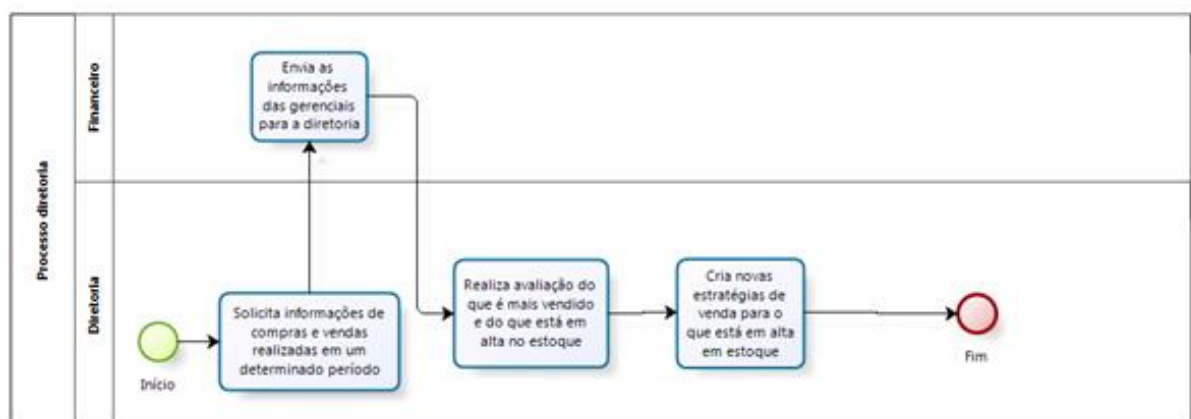 Processo diretoria
Financeiro
Envia as
informações
das gerenciais
para a diretoria
Diretoria
Início
Solicita informações de
compras e vendas
realizadas em um
determinado período
Realiza avaliação do
que é mais vendido
e do que está em
alta no estoque
Cria novas
estratégias de
venda para o
que está em alta
em estoque
Fim